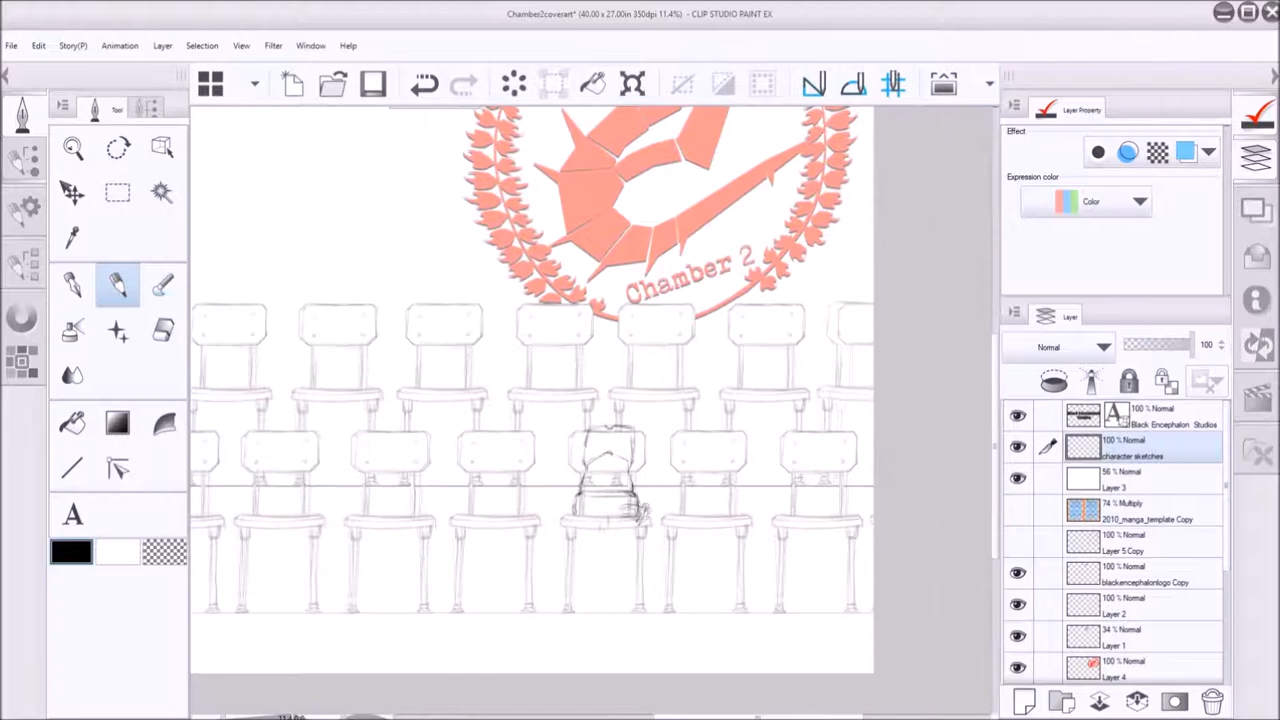 Chamber2coverart* (40.00 x 27.00in 350dpi 11.4%) - CLIP STUDIO PAINT EX
File Edit Story(P) Animation Layer Selection View Filter Window Help
Tool
Layer Property
Effect
Expression color
Color
Chamber 2
Layer
Normal 100
A 100 % Normal
Black Encephalon Studios
100 % Normal
character sketches
56 % Normal
Layer 3
74 % Multiply
2010_manga_template Copy
100 % Normal
Layer 5 Copy
100 % Normal
blackencephalonlogo Copy
100 % Normal
Layer 2
34 % Normal
Layer 1
100 % Normal
Layer 4
A